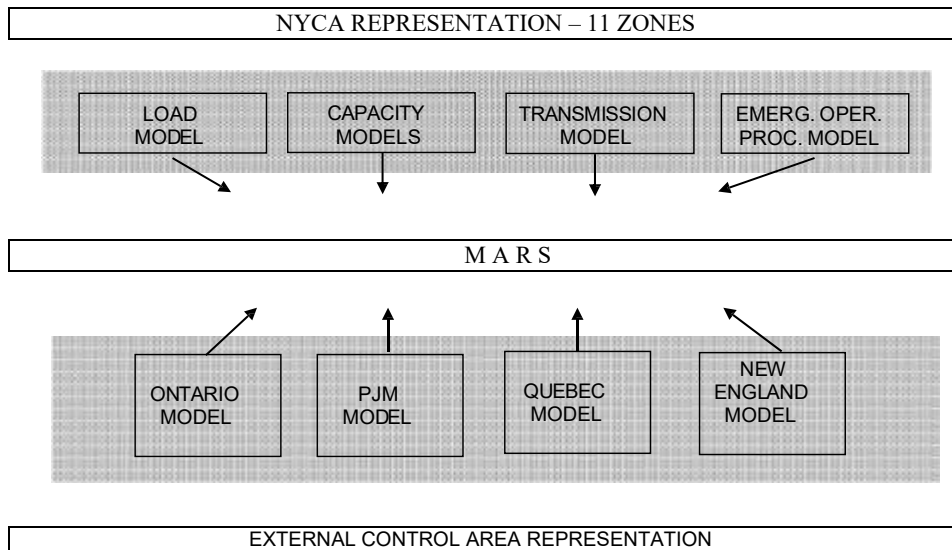 NYCA REPRESENTATION – 11 ZONES
LOAD
MODEL
CAPACITY
MODELS
TRANSMISSION
MODEL
EMERG. OPER.
PROC. MODEL
M A R S
ONTARIO
MODEL
PJM
MODEL
QUEBEC
MODEL
NEW
ENGLAND
MODEL
EXTERNAL CONTROL AREA REPRESENTATION